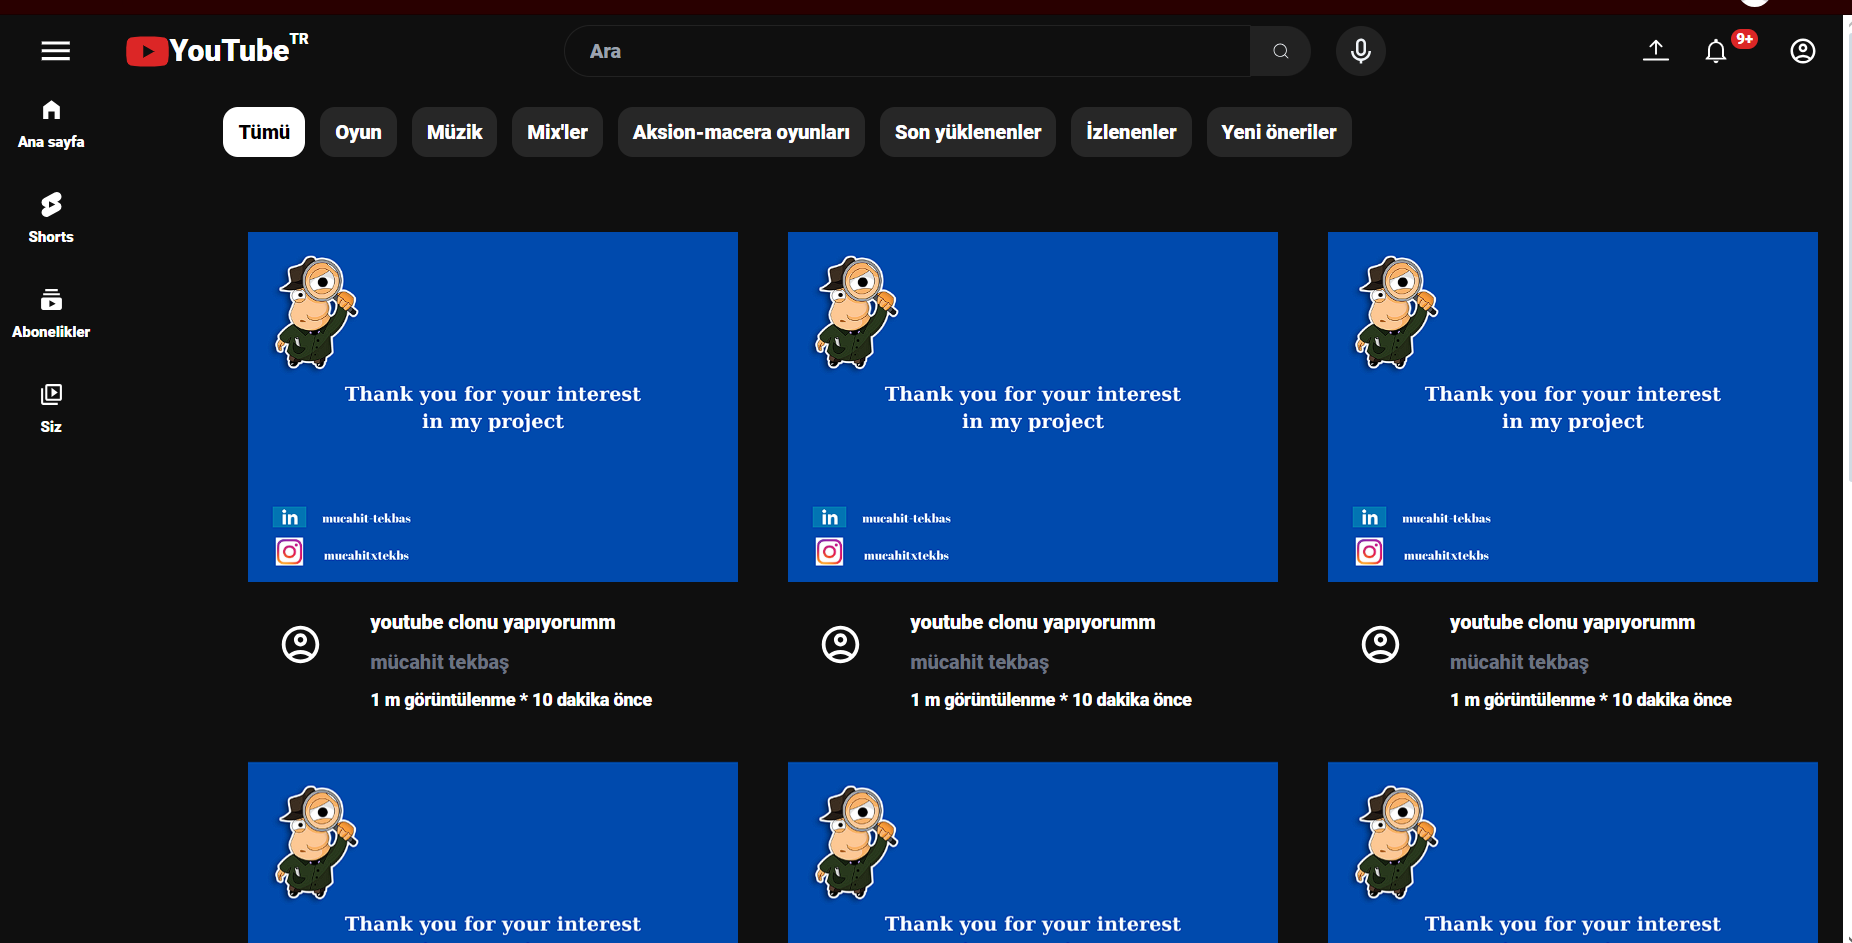 YouTube TR
Ara
9+
Ana sayfa
Shorts
Abonelikler
Siz
Tümü
Oyun
Müzik
Mix'ler
Aksion-macera oyunları
Son yüklenenler
İzlenenler
Yeni öneriler
Thank you for your interest
in my project
in mucahit-tekbas
mucahitxtekbs
youtube clonu yapıyorumm
mücahit tekbaş
1 m görüntülenme * 10 dakika önce
Thank you for your interest
in my project
in mucahit-tekbas
mucahitxtekbs
youtube clonu yapıyorumm
mücahit tekbaş
1 m görüntülenme * 10 dakika önce
Thank you for your interest
in my project
in mucahit-tekbas
mucahitxtekbs
youtube clonu yapıyorumm
mücahit tekbaş
1 m görüntülenme * 10 dakika önce
Thank you for your interest
Thank you for your interest
Thank you for your interest